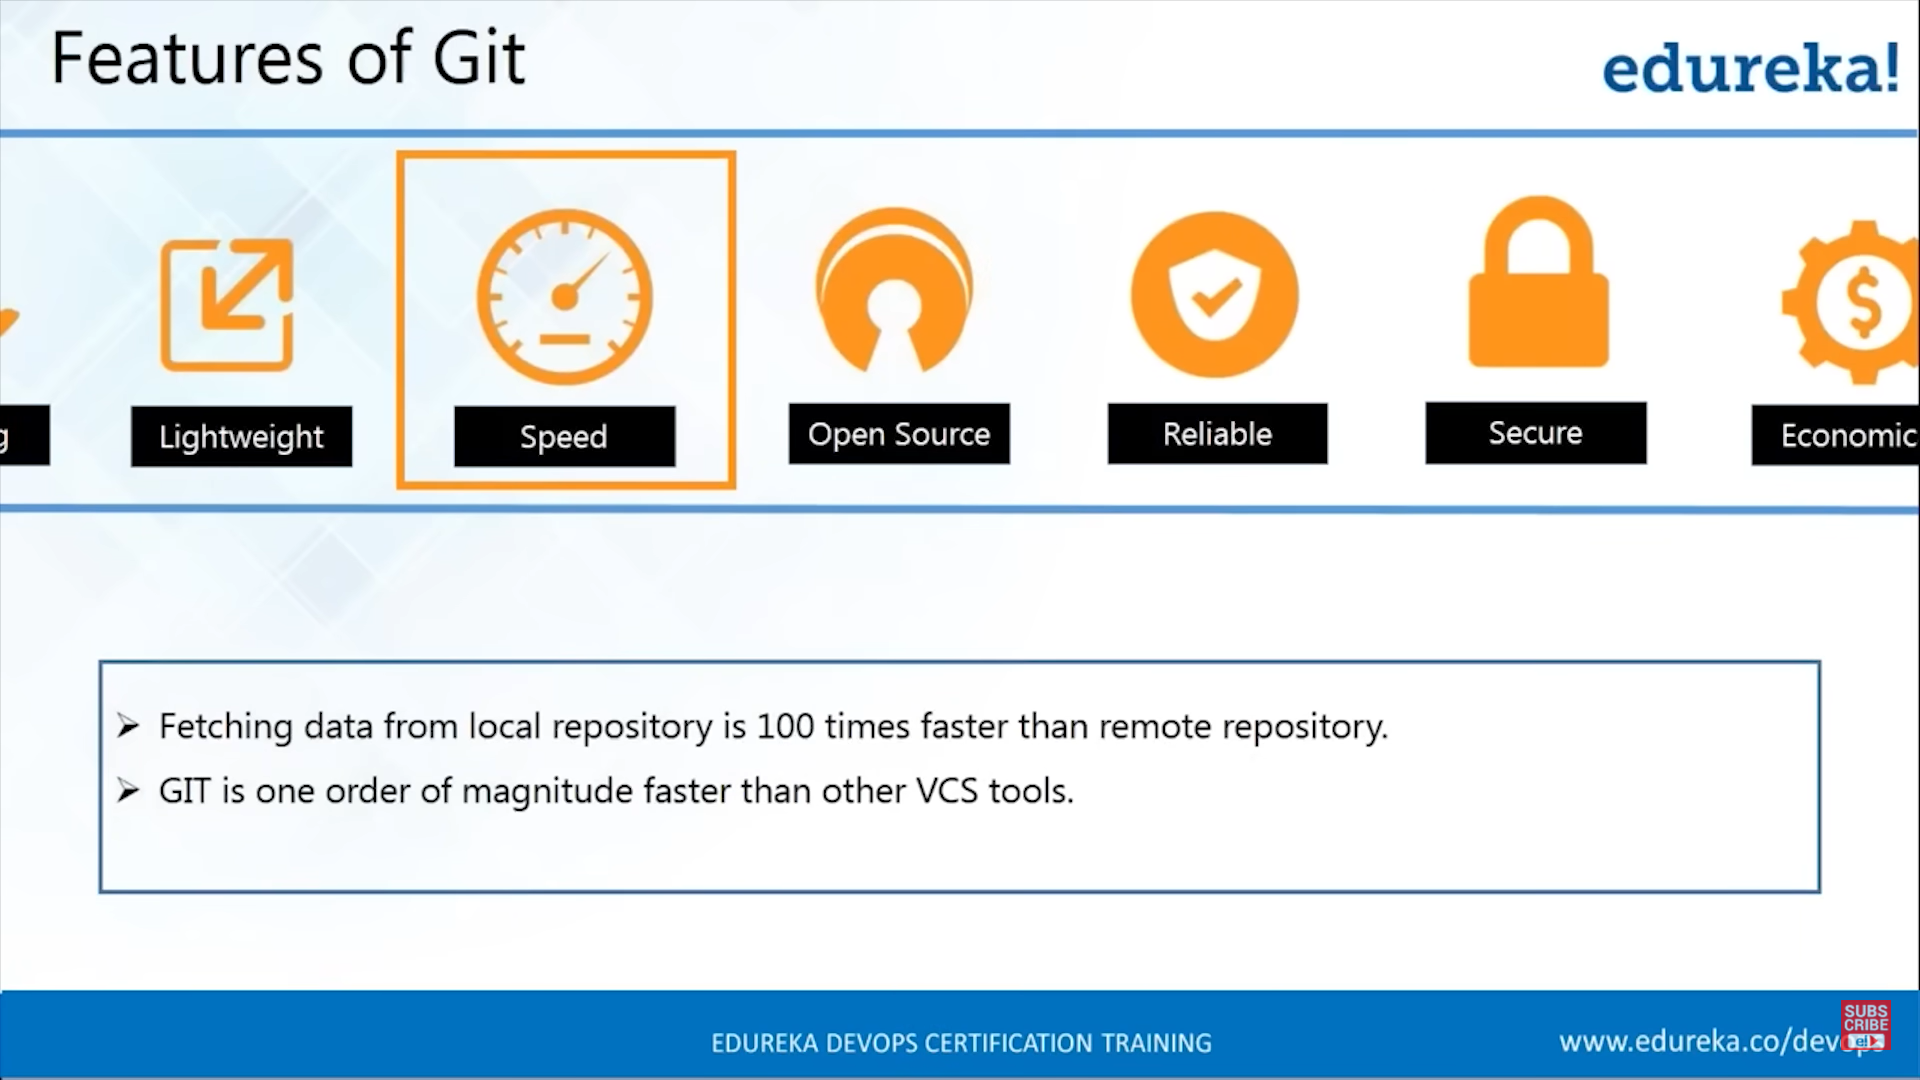 Features of Git
edureka!
g
Lightweight
Speed
Open Source
Reliable
Secure
Economic
➢ Fetching data from local repository is 100 times faster than remote repository.
➢ GIT is one order of magnitude faster than other VCS tools.
EDUREKA DEVOPS CERTIFICATION TRAINING
www.edureka.co/devops
SUBS
CRIBE
e!